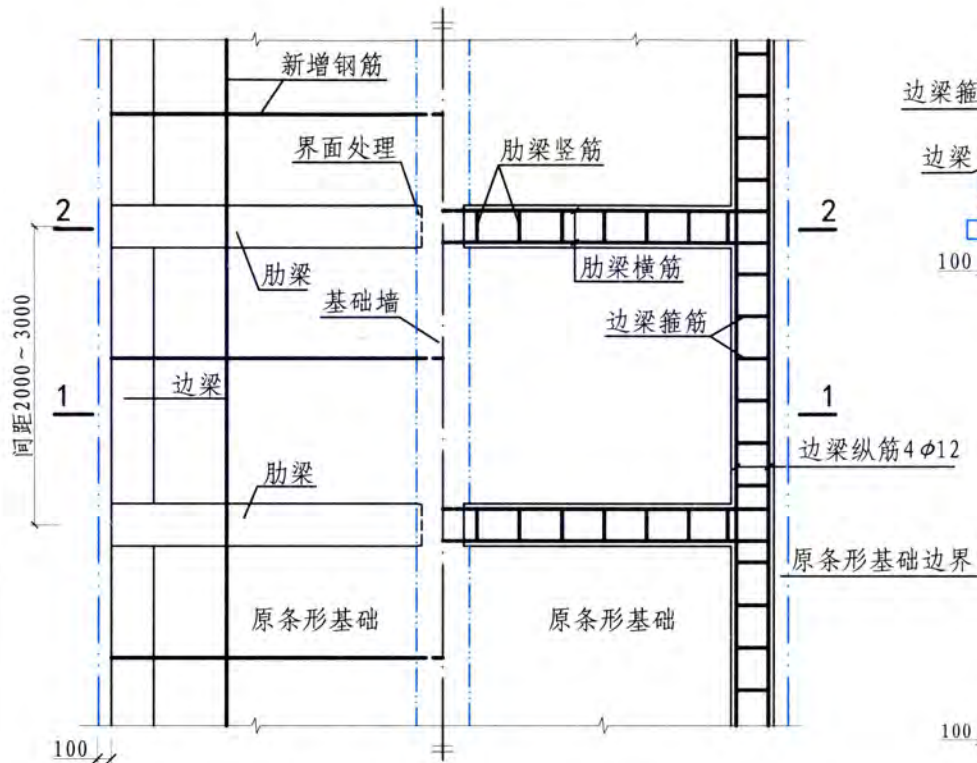 新增钢筋
边梁箍
界面处理
肋梁竖筋
边梁
2
2
100
肋梁
肋梁横筋
基础墙
边梁箍筋
间距2000~3000
边梁
1
1
肋梁
边梁纵筋4ϕ12
原条形基础边界
原条形基础
原条形基础
100
100